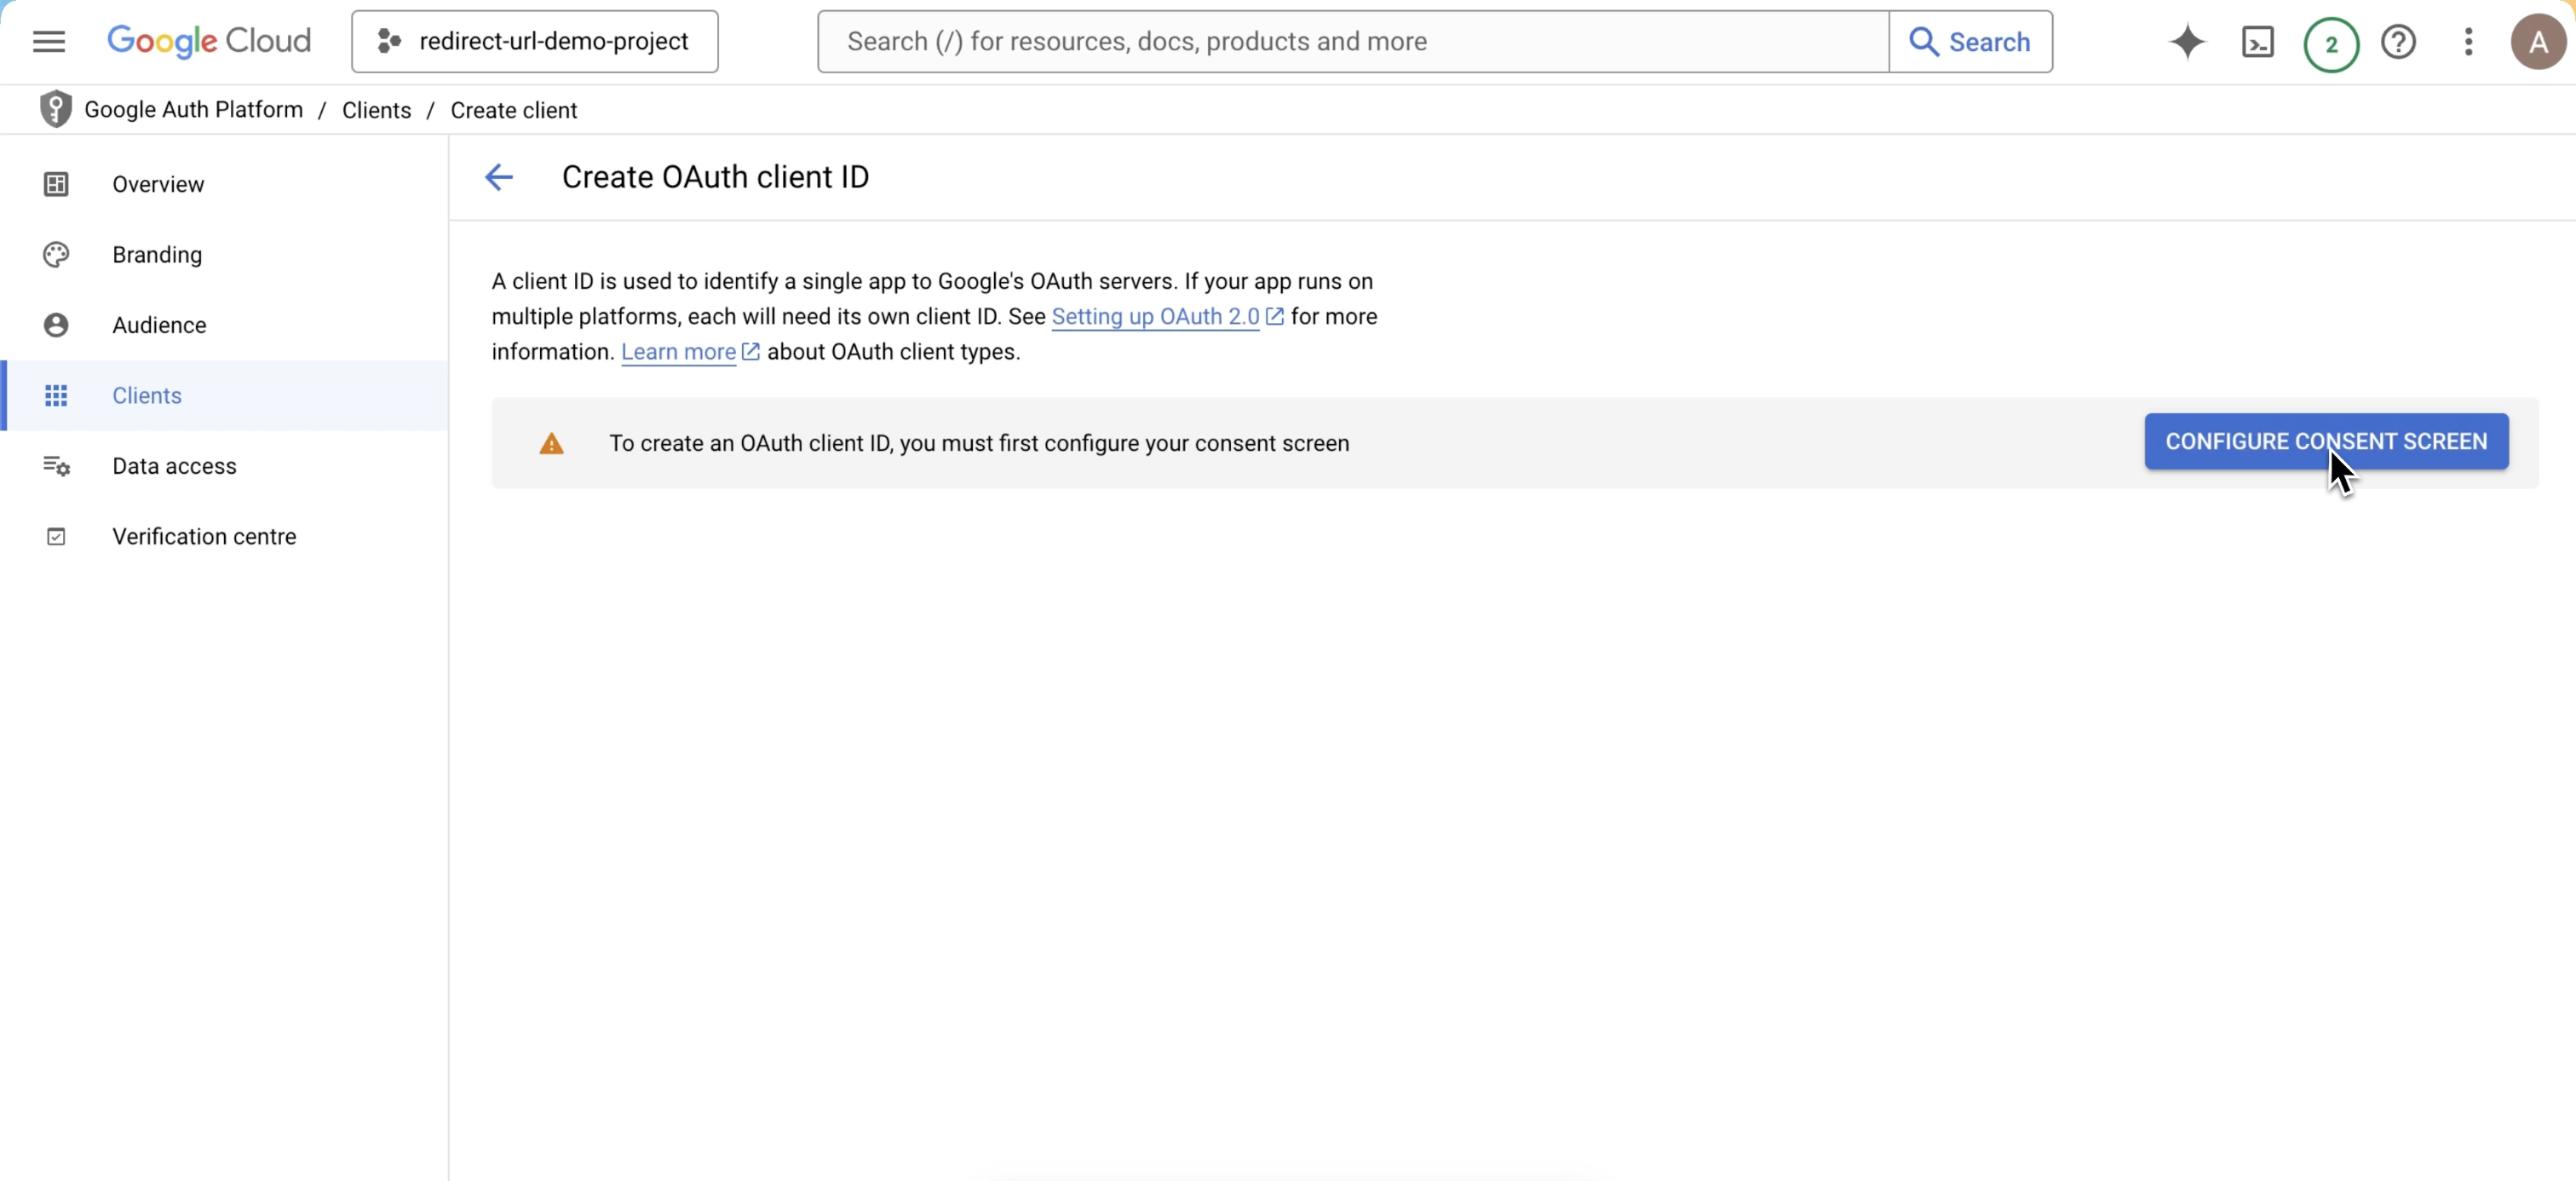 Google Cloud
redirect-url-demo-project
Search (/) for resources, docs, products and more
Search
2
A
Google Auth Platform / Clients / Create client
Overview
Branding
Audience
Clients
Data access
Verification centre
Create OAuth client ID
A client ID is used to identify a single app to Google's OAuth servers. If your app runs on
multiple platforms, each will need its own client ID. See Setting up OAuth 2.0 for more
information. Learn more about OAuth client types.
To create an OAuth client ID, you must first configure your consent screen
CONFIGURE CONSENT SCREEN